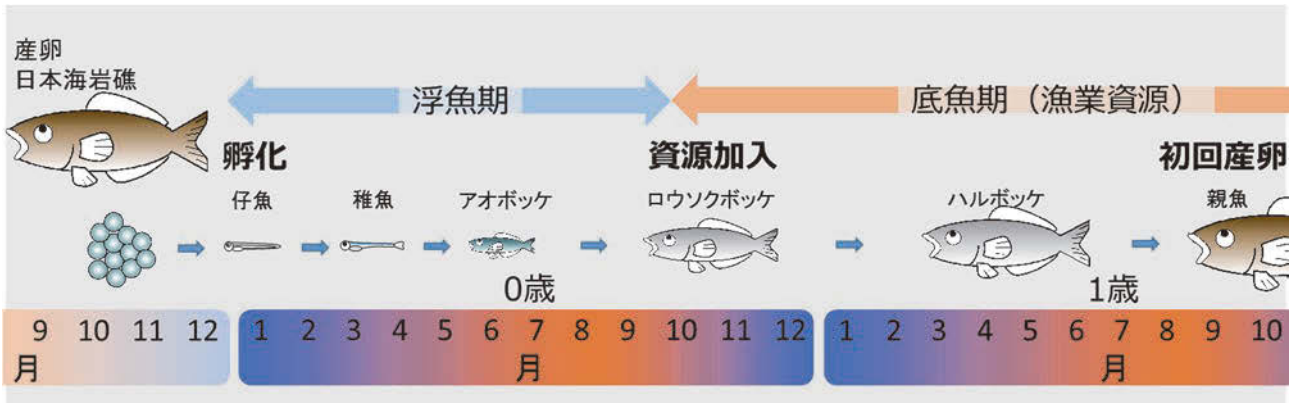 産卵
日本海岩礁
浮魚期
底魚期（漁業資源）
孵化
資源加入
初回産卵
仔魚
稚魚
アオボッケ
ロウソクボッケ
ハルボッケ
親魚
0歳
1歳
9 10 11 12 1 2 3 4 5 6 7 8 9 10 11 12 1 2 3 4 5 6 7 8 9 10
月 月 月